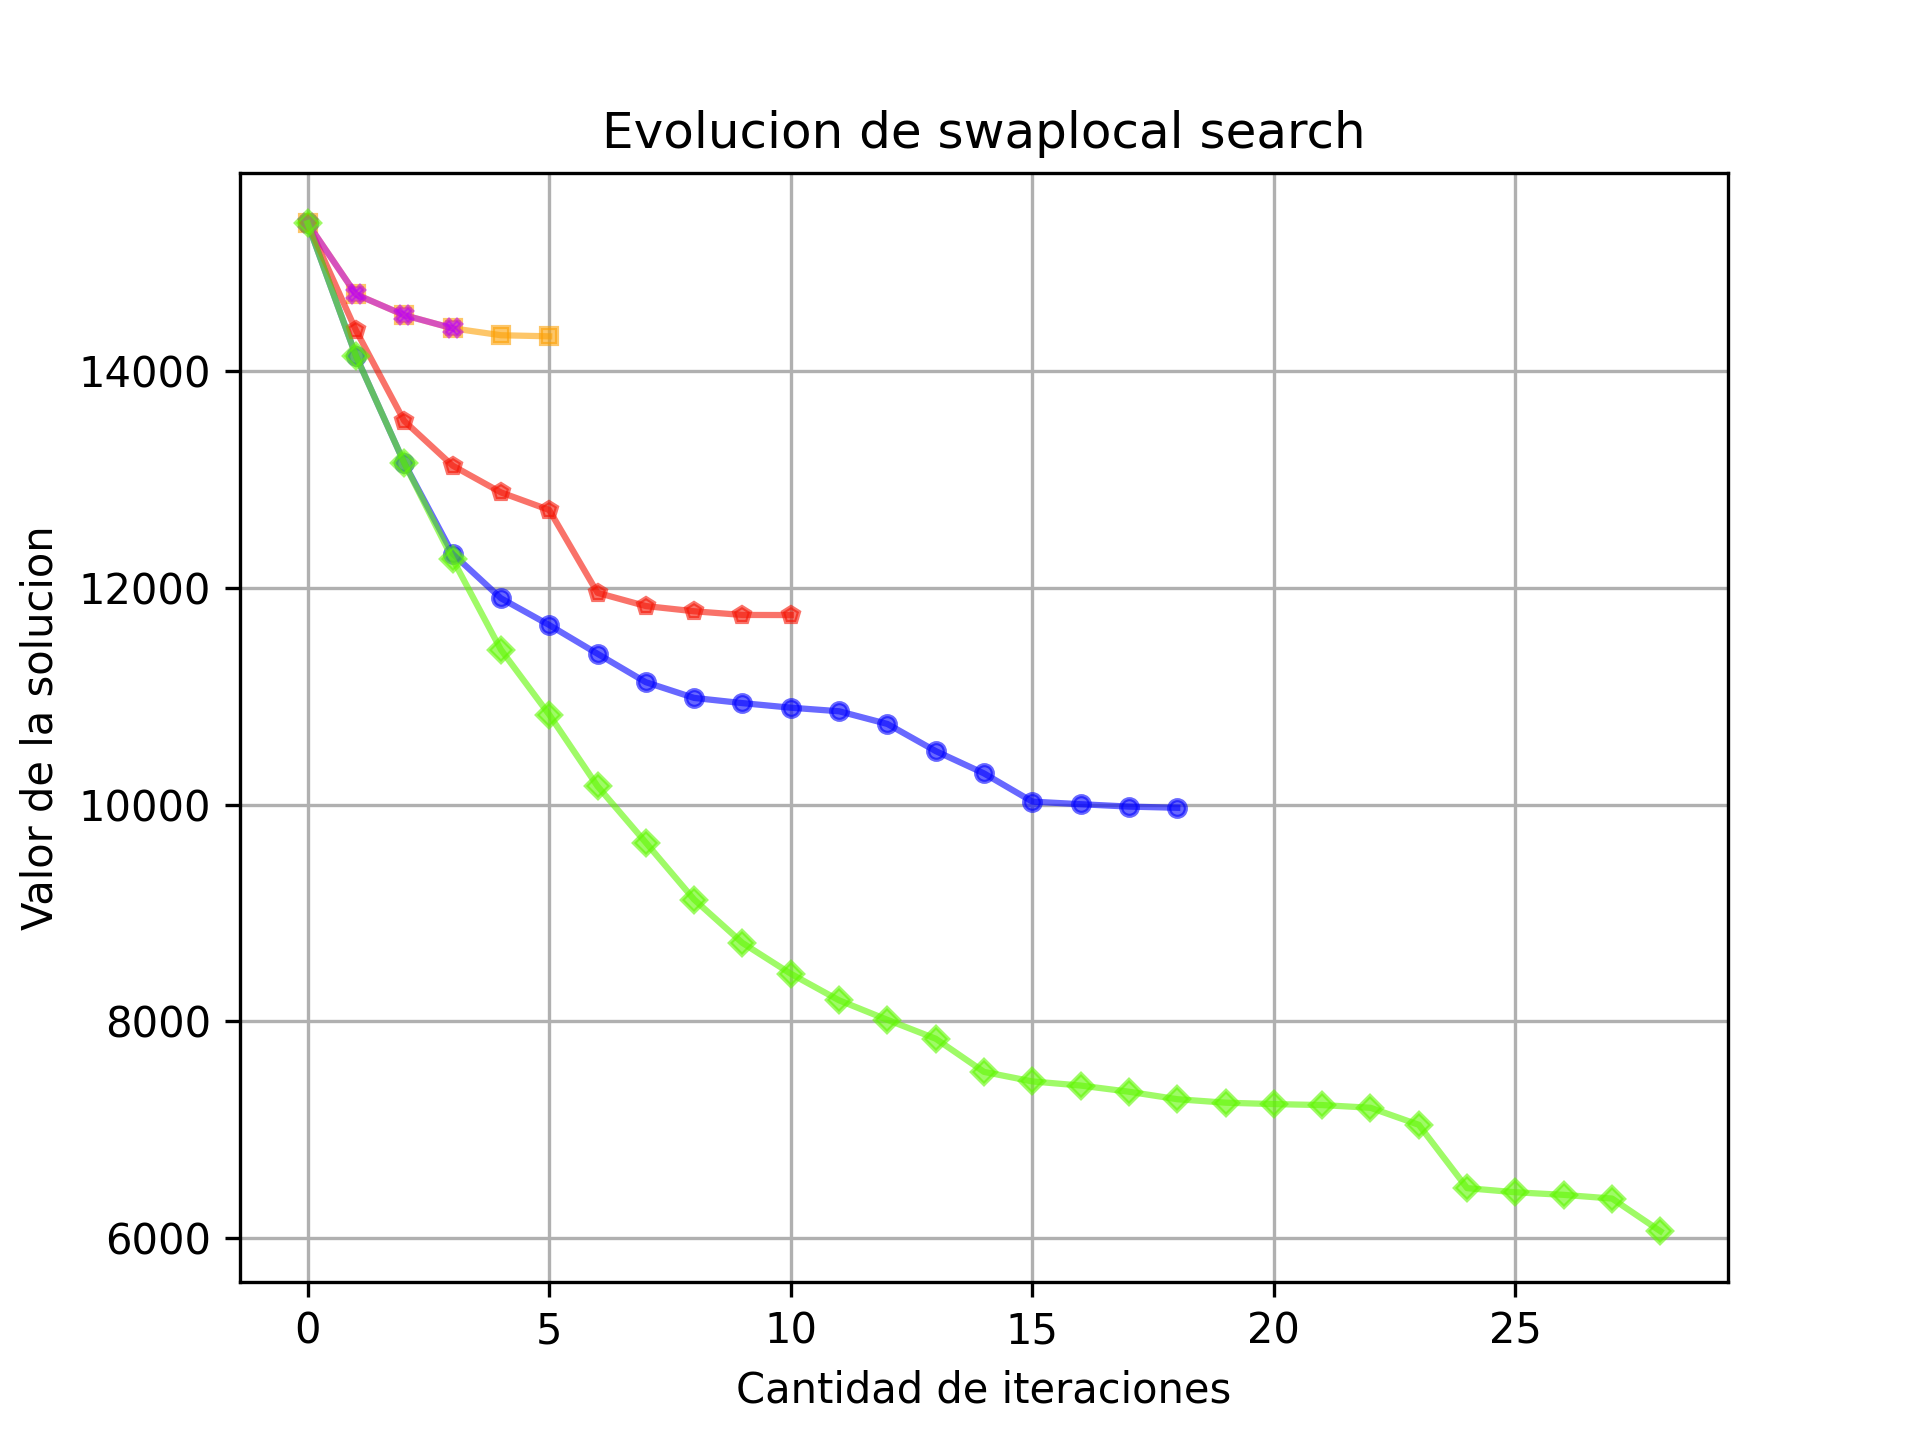 Evolucion de swaplocal search
Valor de la solucion
14000
12000
10000
8000
6000
0 5 10 15 20 25
Cantidad de iteraciones